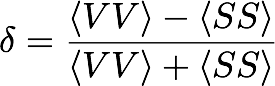 δ = (⟨VV⟩ − ⟨SS⟩) / (⟨VV⟩ + ⟨SS⟩)